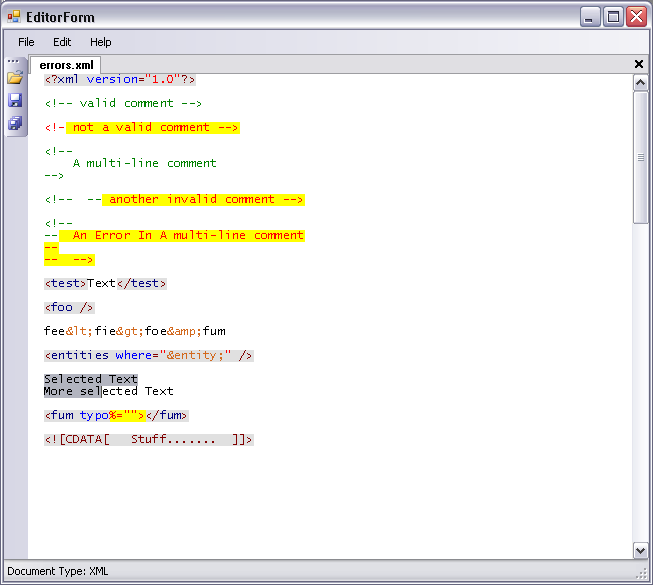 EditorForm
File Edit Help
errors.xml
<?xml version="1.0"?>
<!-- valid comment -->
<!- not a valid comment -->
<!--
    A multi-line comment
-->
<!--  -- another invalid comment -->
<!--
--  An Error In A multi-line comment
--
--  -->
<test>Text</test>
<foo />
fee&lt;fie&gt;foe&amp;fum
<entities where="&entity;" />
Selected Text
More selected Text
<fum typo%=""></fum>
<![CDATA[   Stuff.......  ]]>
Document Type: XML